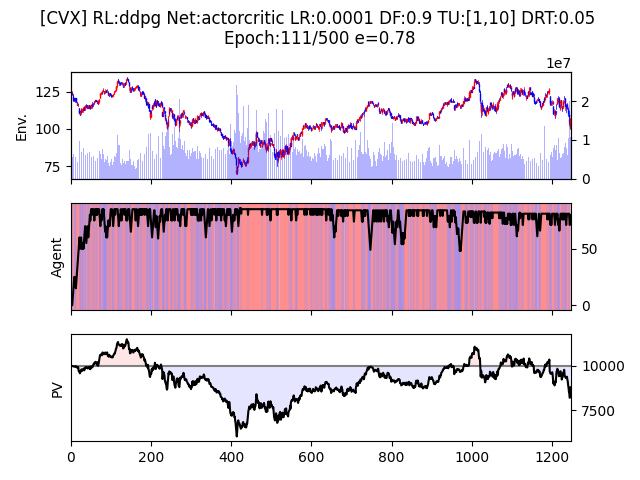 [CVX] RL:ddpg Net:actorcritic LR:0.0001 DF:0.9 TU:[1,10] DRT:0.05
Epoch:111/500 e=0.78
1e7
Env.
125
100
75
2
1
0
Agent
50
0
PV
10000
7500
0 200 400 600 800 1000 1200